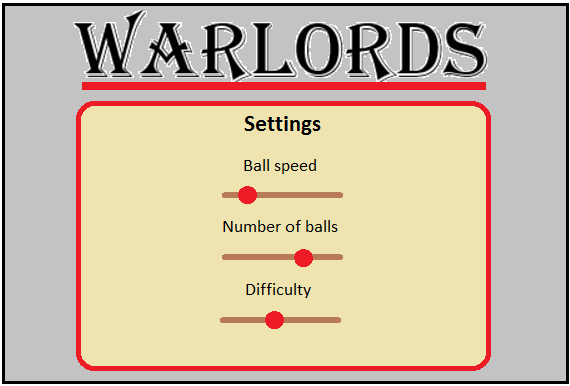 WARLORDS
Settings
Ball speed
Number of balls
Difficulty